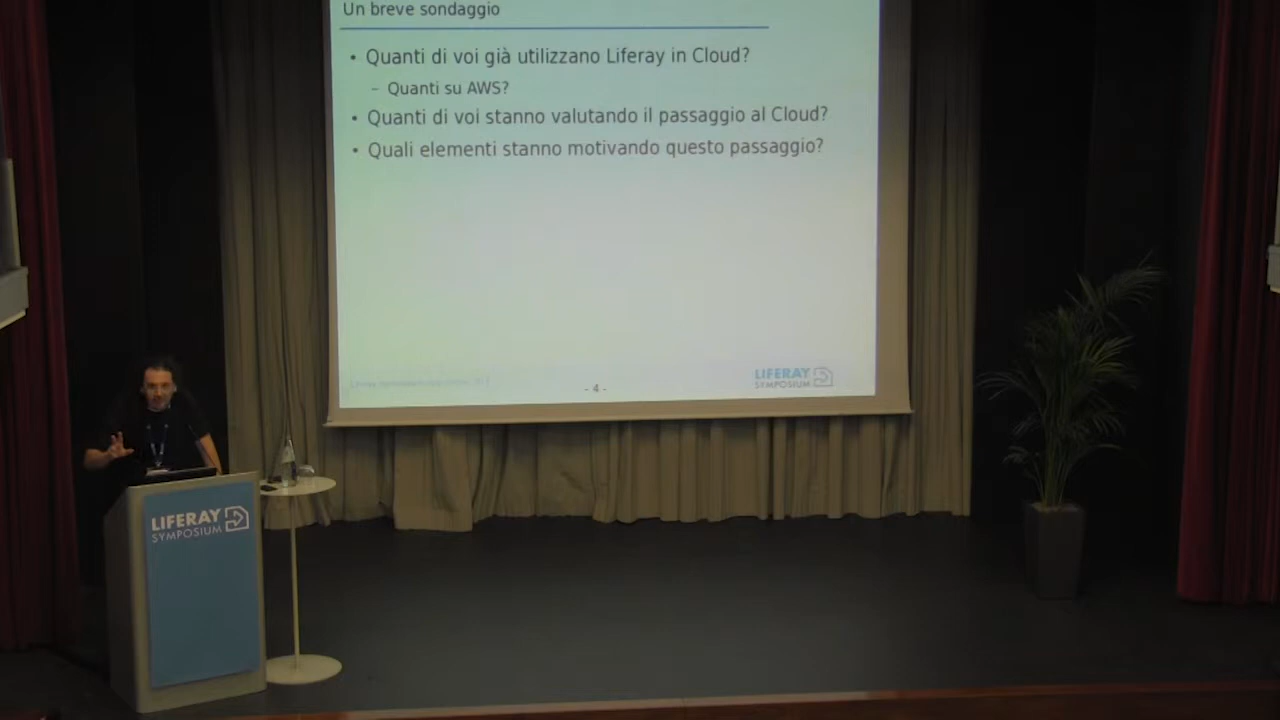 Un breve sondaggio
• Quanti di voi già utilizzano Liferay in Cloud?
– Quanti su AWS?
• Quanti di voi stanno valutando il passaggio al Cloud?
• Quali elementi stanno motivando questo passaggio?
- 4 -
LIFERAY
SYMPOSIUM
LIFERAY
SYMPOSIUM